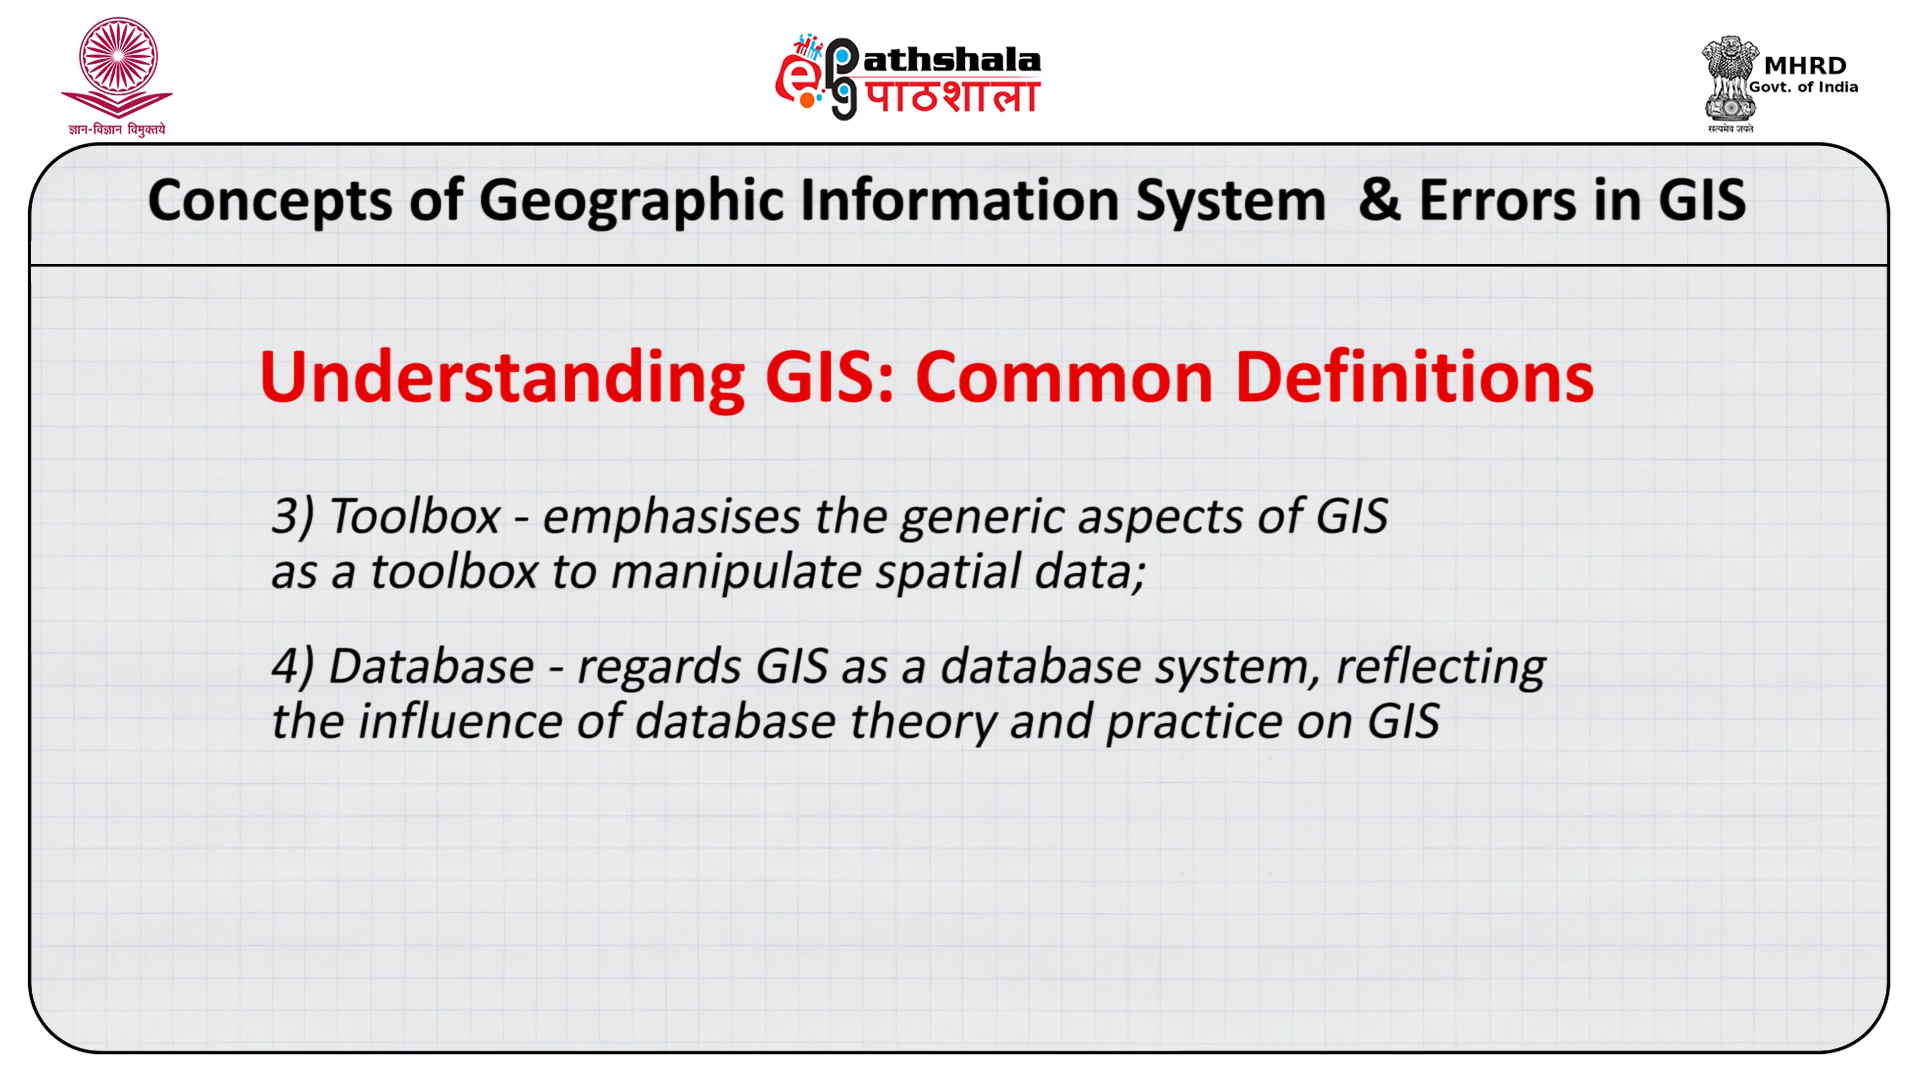 ज्ञान-विज्ञान विमुक्तये
e Pg athshala
पाठशाला
MHRD
Govt. of India
सत्यमेव जयते
Concepts of Geographic Information System & Errors in GIS
Understanding GIS: Common Definitions
3) Toolbox - emphasises the generic aspects of GIS
as a toolbox to manipulate spatial data;
4) Database - regards GIS as a database system, reflecting
the influence of database theory and practice on GIS